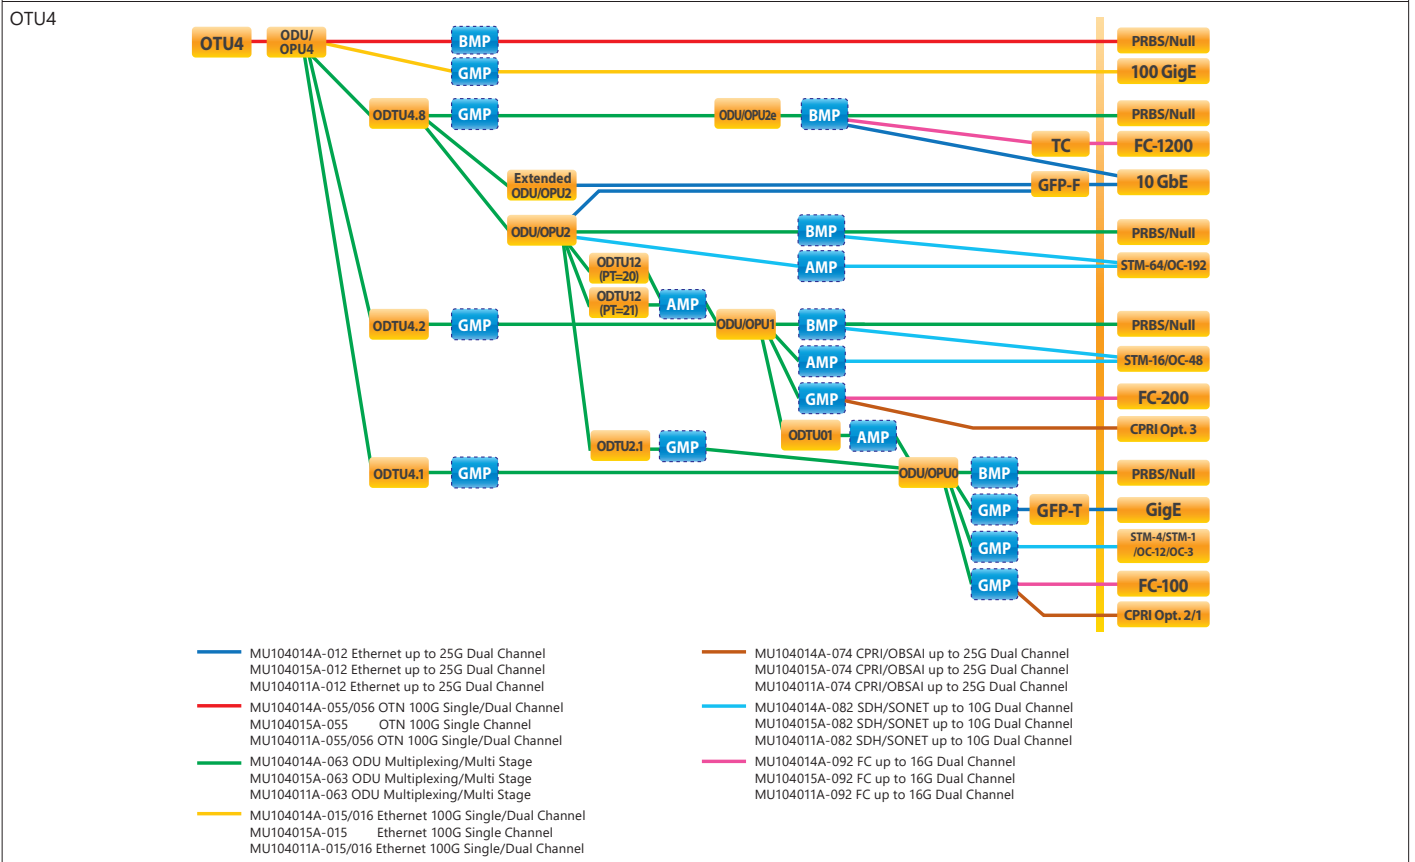 OTU4
OTU4
ODU/
OPU4
BMP
PRBS/Null
GMP
100 GigE
ODTU4.8
GMP
ODU/OPU2e
BMP
PRBS/Null
TC
FC-1200
Extended
ODU/OPU2
GFP-F
10 GbE
ODU/OPU2
BMP
PRBS/Null
ODTU12
(PT=20)
AMP
STM-64/OC-192
ODTU12
(PT=21)
AMP
ODTU4.2
GMP
ODU/OPU1
BMP
PRBS/Null
AMP
STM-16/OC-48
GMP
FC-200
ODTU2.1
GMP
ODTU01
AMP
CPRI Opt. 3
ODTU4.1
GMP
ODU/OPU0
BMP
PRBS/Null
GMP
GFP-T
GigE
GMP
STM-4/STM-1
/OC-12/OC-3
GMP
FC-100
CPRI Opt. 2/1
MU104014A-012 Ethernet up to 25G Dual Channel
MU104015A-012 Ethernet up to 25G Dual Channel
MU104011A-012 Ethernet up to 25G Dual Channel
MU104014A-055/056 OTN 100G Single/Dual Channel
MU104015A-055 OTN 100G Single Channel
MU104011A-055/056 OTN 100G Single/Dual Channel
MU104014A-063 ODU Multiplexing/Multi Stage
MU104015A-063 ODU Multiplexing/Multi Stage
MU104011A-063 ODU Multiplexing/Multi Stage
MU104014A-015/016 Ethernet 100G Single/Dual Channel
MU104015A-015 Ethernet 100G Single Channel
MU104011A-015/016 Ethernet 100G Single/Dual Channel
MU104014A-074 CPRI/OBSAI up to 25G Dual Channel
MU104015A-074 CPRI/OBSAI up to 25G Dual Channel
MU104011A-074 CPRI/OBSAI up to 25G Dual Channel
MU104014A-082 SDH/SONET up to 10G Dual Channel
MU104015A-082 SDH/SONET up to 10G Dual Channel
MU104011A-082 SDH/SONET up to 10G Dual Channel
MU104014A-092 FC up to 16G Dual Channel
MU104015A-092 FC up to 16G Dual Channel
MU104011A-092 FC up to 16G Dual Channel